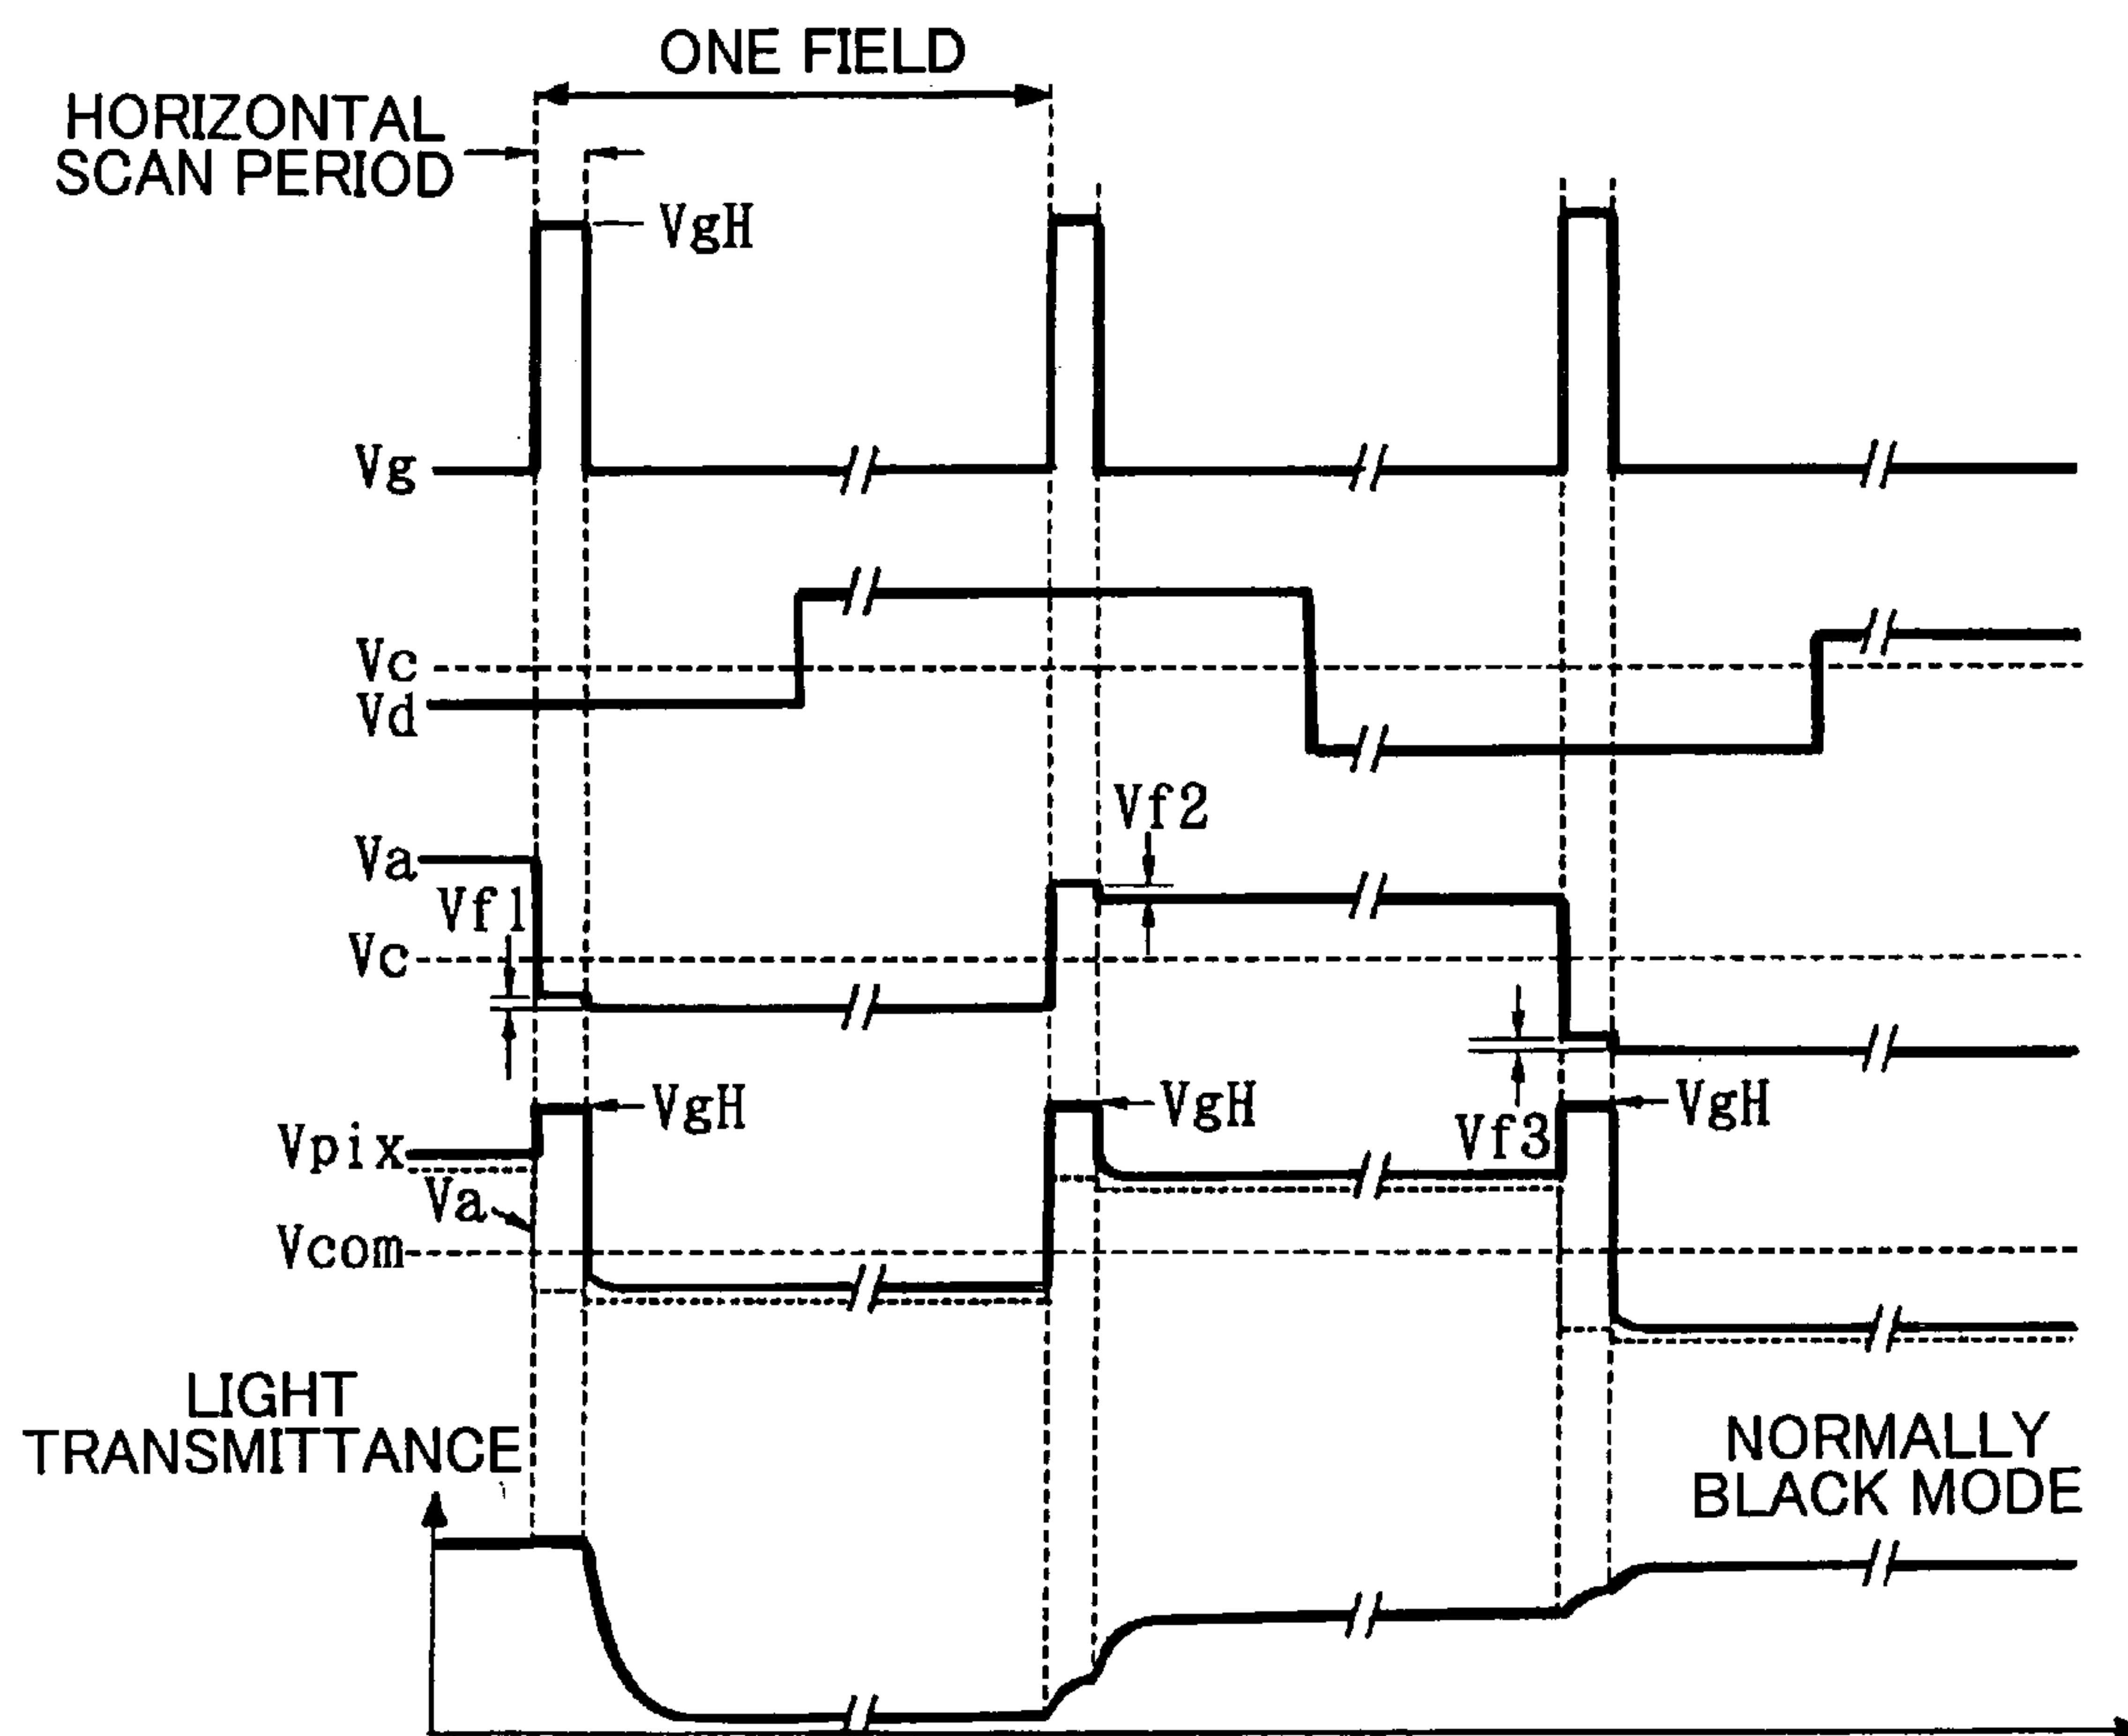 ONE FIELD
HORIZONTAL
SCAN PERIOD
VgH
Vg
Vc
Vd
Vf2
Va
Vf1
Vc
VgH
VgH
VgH
Vpix
Vf3
Va
Vcom
LIGHT
TRANSMITTANCE
NORMALLY
BLACK MODE